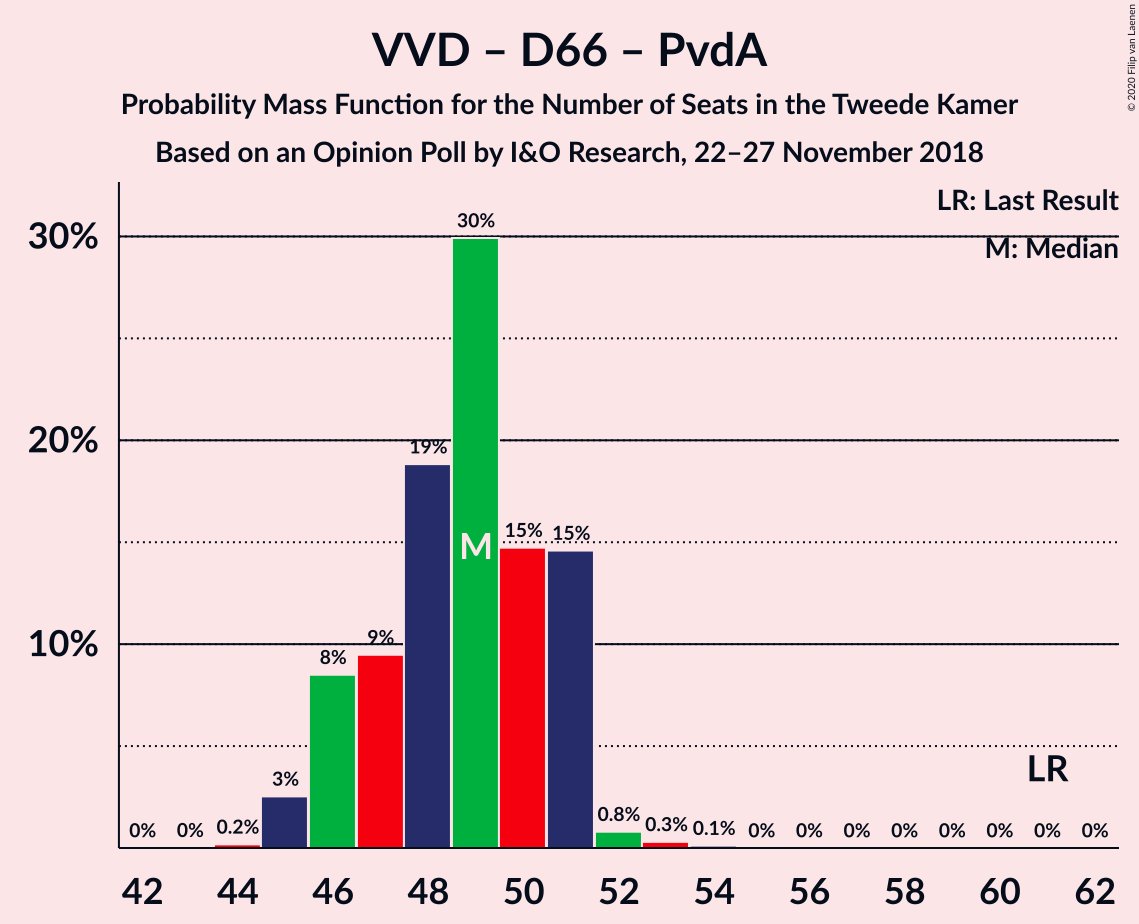 VVD – D66 – PvdA
Probability Mass Function for the Number of Seats in the Tweede Kamer
Based on an Opinion Poll by I&O Research, 22–27 November 2018
© 2020 Filip van Laenen
LR: Last Result
M: Median
30%
20%
10%
0% 0% 0.2% 3% 8% 9% 19% 30% 15% 15% 0.8% 0.3% 0.1% 0% 0% 0% 0% 0% 0% 0% 0%
M
LR
42 44 46 48 50 52 54 56 58 60 62